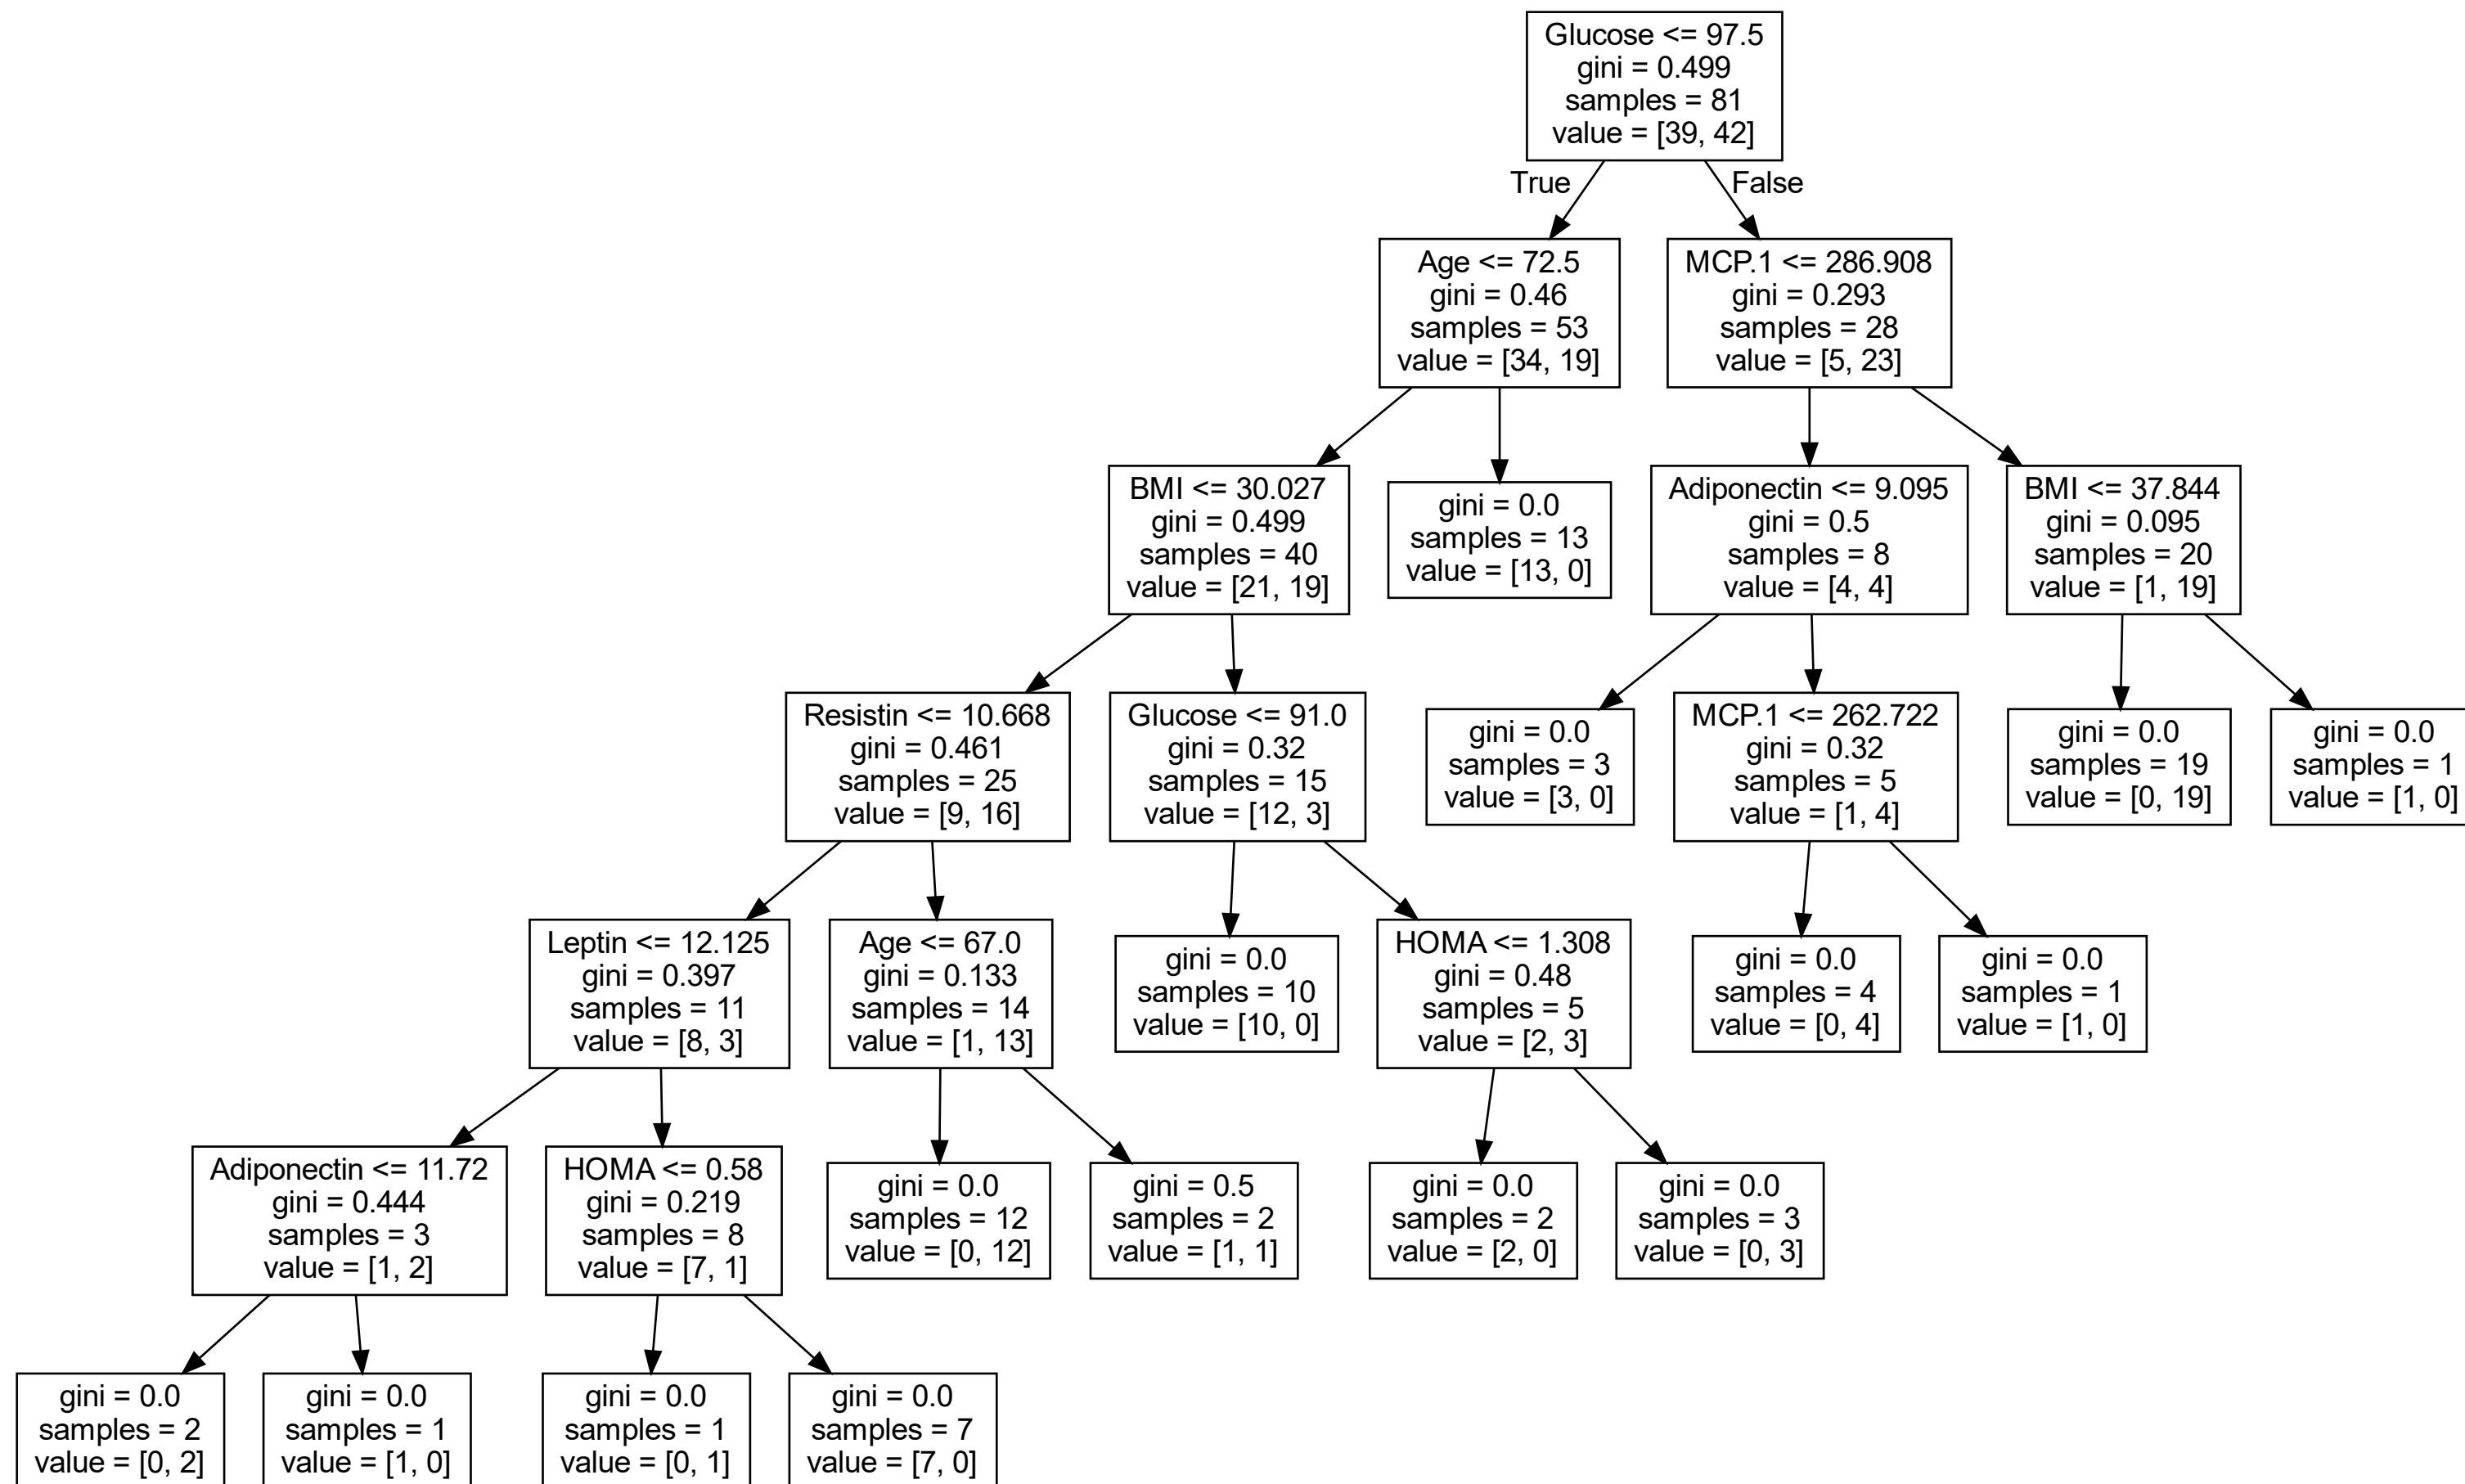 Glucose <= 97.5
gini = 0.499
samples = 81
value = [39, 42]
True
False
Age <= 72.5
gini = 0.46
samples = 53
value = [34, 19]
MCP.1 <= 286.908
gini = 0.293
samples = 28
value = [5, 23]
BMI <= 30.027
gini = 0.499
samples = 40
value = [21, 19]
gini = 0.0
samples = 13
value = [13, 0]
Adiponectin <= 9.095
gini = 0.5
samples = 8
value = [4, 4]
BMI <= 37.844
gini = 0.095
samples = 20
value = [1, 19]
Resistin <= 10.668
gini = 0.461
samples = 25
value = [9, 16]
Glucose <= 91.0
gini = 0.32
samples = 15
value = [12, 3]
gini = 0.0
samples = 3
value = [3, 0]
MCP.1 <= 262.722
gini = 0.32
samples = 5
value = [1, 4]
gini = 0.0
samples = 19
value = [0, 19]
gini = 0.0
samples = 1
value = [1, 0]
Leptin <= 12.125
gini = 0.397
samples = 11
value = [8, 3]
Age <= 67.0
gini = 0.133
samples = 14
value = [1, 13]
gini = 0.0
samples = 10
value = [10, 0]
HOMA <= 1.308
gini = 0.48
samples = 5
value = [2, 3]
gini = 0.0
samples = 4
value = [0, 4]
gini = 0.0
samples = 1
value = [1, 0]
Adiponectin <= 11.72
gini = 0.444
samples = 3
value = [1, 2]
HOMA <= 0.58
gini = 0.219
samples = 8
value = [7, 1]
gini = 0.0
samples = 12
value = [0, 12]
gini = 0.5
samples = 2
value = [1, 1]
gini = 0.0
samples = 2
value = [2, 0]
gini = 0.0
samples = 3
value = [0, 3]
gini = 0.0
samples = 2
value = [0, 2]
gini = 0.0
samples = 1
value = [1, 0]
gini = 0.0
samples = 1
value = [0, 1]
gini = 0.0
samples = 7
value = [7, 0]